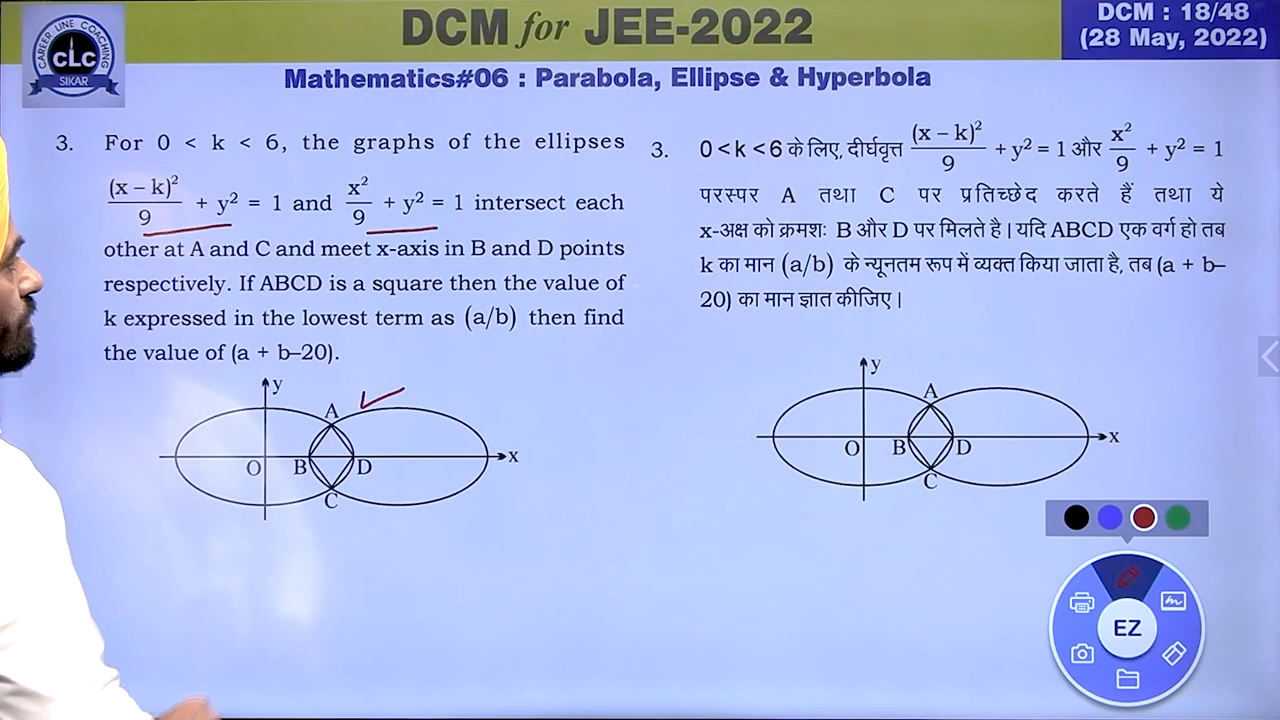 DCM for JEE-2022
DCM : 18/48
(28 May, 2022)
CAREER LINE COACHING
CLC
SIKAR
Mathematics#06 : Parabola, Ellipse & Hyperbola
3. For 0 < k < 6, the graphs of the ellipses
(x – k)²/9 + y² = 1 and x²/9 + y² = 1 intersect each
other at A and C and meet x-axis in B and D points
respectively. If ABCD is a square then the value of
k expressed in the lowest term as (a/b) then find
the value of (a + b–20).
y
A
O
B
D
x
C
3. 0 < k < 6 के लिए, दीर्घवृत्त (x – k)²/9 + y² = 1 और x²/9 + y² = 1
परस्पर A तथा C पर प्रतिच्छेद करते हैं तथा ये
x-अक्ष को क्रमशः B और D पर मिलते है। यदि ABCD एक वर्ग हो तब
k का मान (a/b) के न्यूनतम रूप में व्यक्त किया जाता है, तब (a + b–
20) का मान ज्ञात कीजिए।
y
A
O
B
D
x
C
EZ